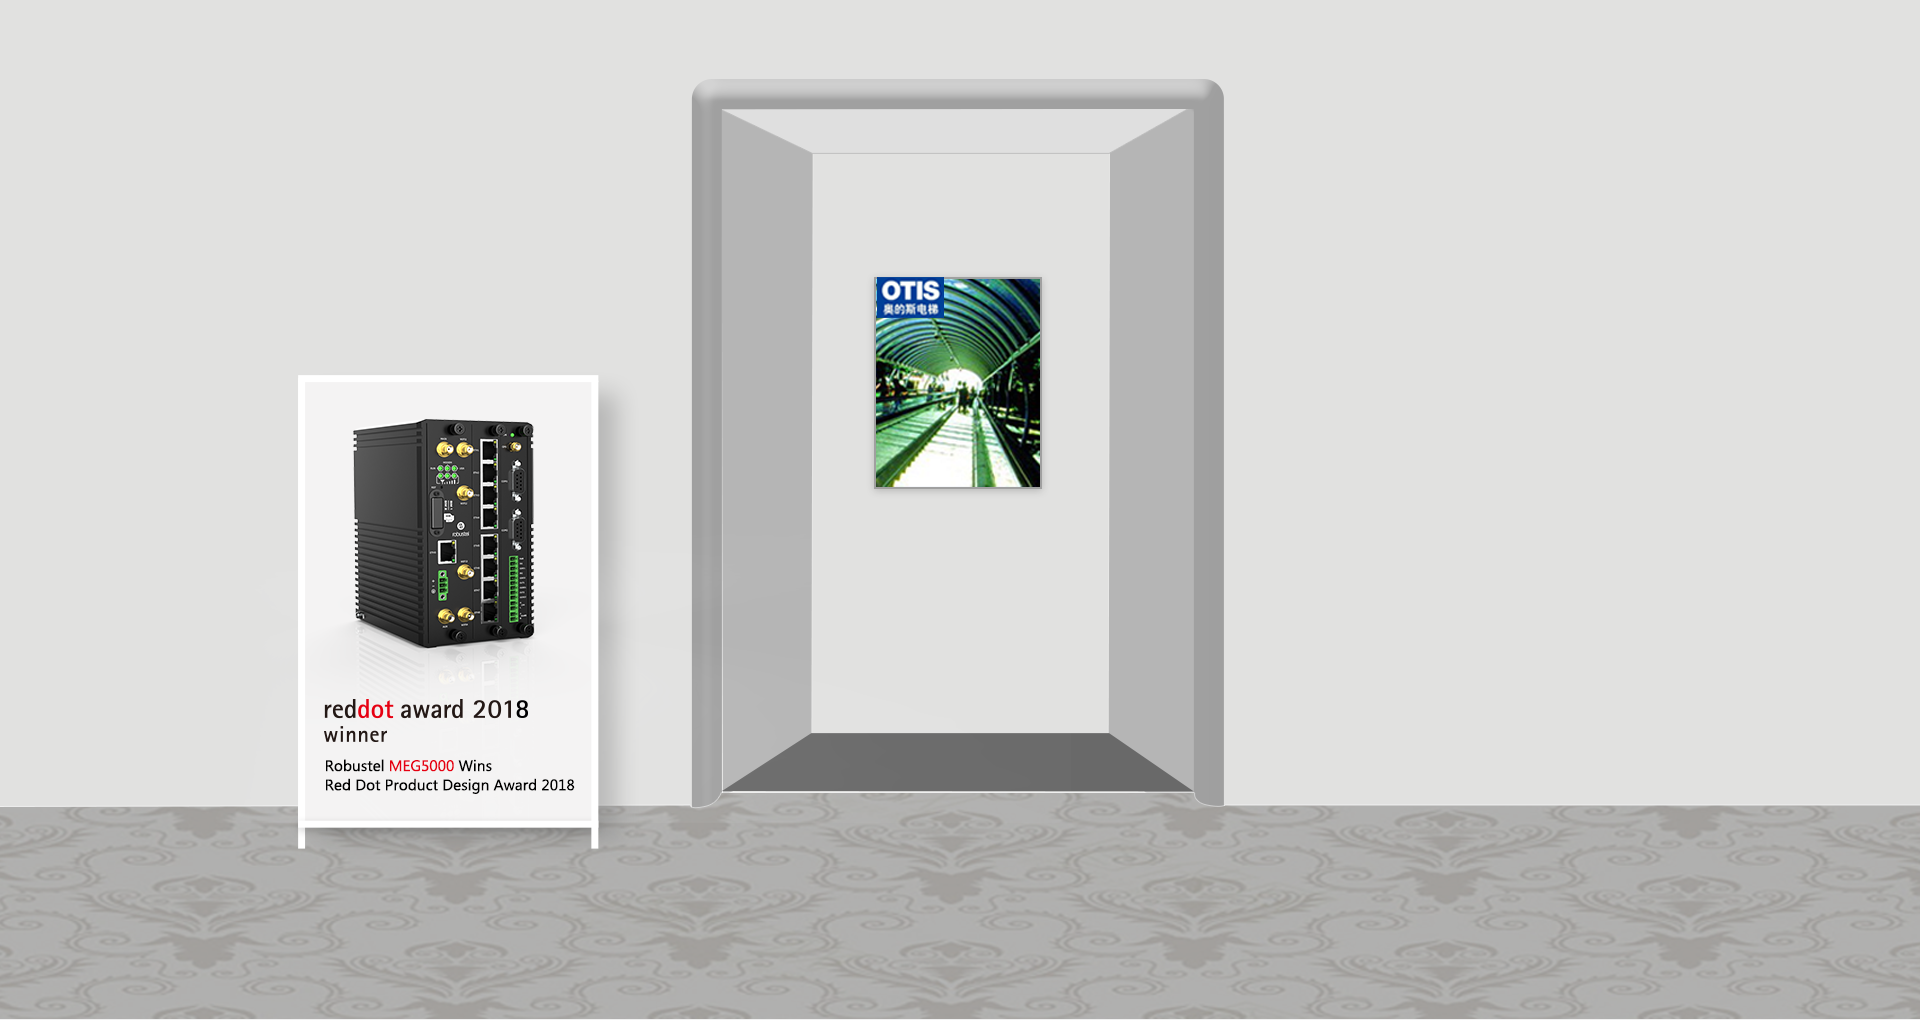 OTIS
奥的斯电梯
robustel
reddot award 2018
winner
Robustel MEG5000 Wins
Red Dot Product Design Award 2018